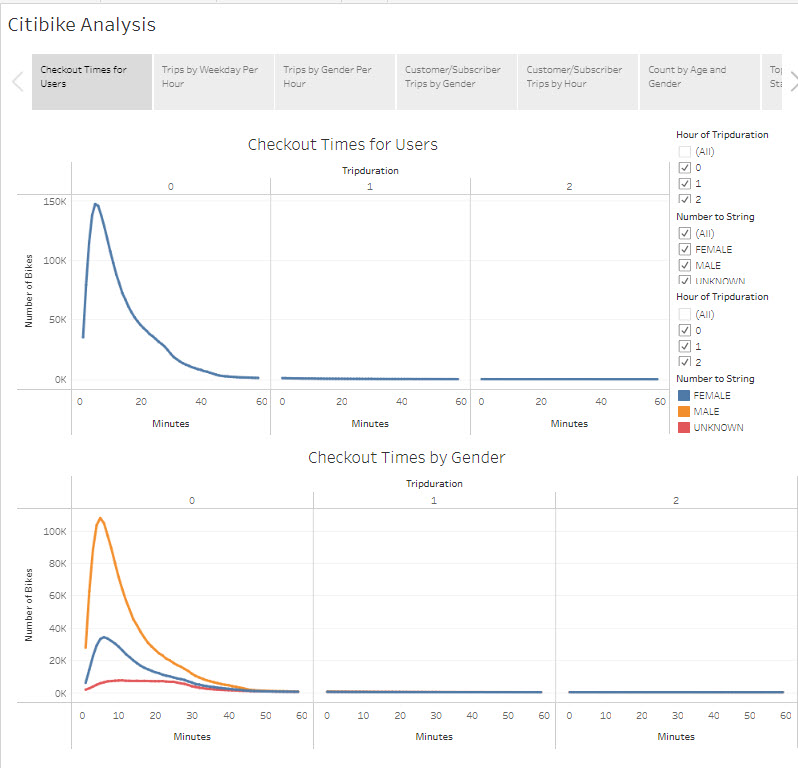 Citibike Analysis
Checkout Times for Users
Trips by Weekday Per Hour
Trips by Gender Per Hour
Customer/Subscriber Trips by Gender
Customer/Subscriber Trips by Hour
Count by Age and Gender
Checkout Times for Users
Tripduration
0 1 2
Number of Bikes
150K
100K
50K
0K
0 20 40 60 0 20 40 60 0 20 40 60
Minutes Minutes Minutes
Hour of Tripduration
(All)
0
1
2
Number to String
(All)
FEMALE
MALE
UNKNOWN
Hour of Tripduration
(All)
0
1
2
Number to String
FEMALE
MALE
UNKNOWN
Checkout Times by Gender
Tripduration
0 1 2
Number of Bikes
100K
80K
60K
40K
20K
0K
0 10 20 30 40 50 60 0 10 20 30 40 50 60 0 10 20 30 40 50 60
Minutes Minutes Minutes